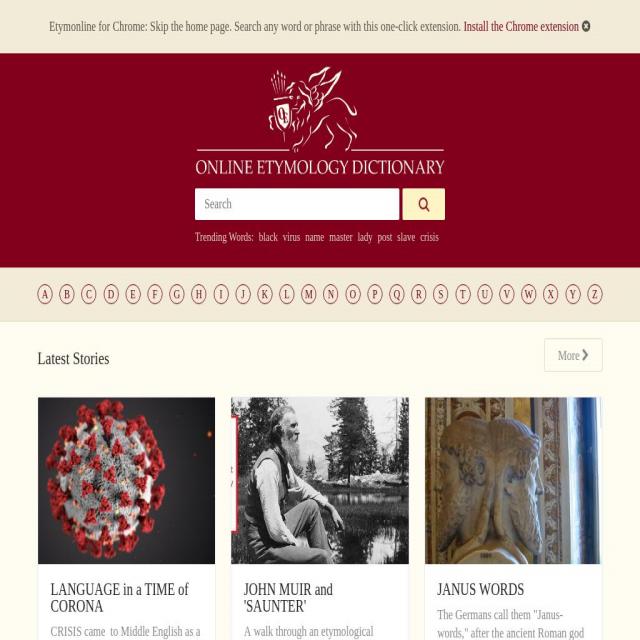 Etymonline for Chrome: Skip the home page. Search any word or phrase with this one-click extension. Install the Chrome extension
ONLINE ETYMOLOGY DICTIONARY
Search
Trending Words: black virus name master lady post slave crisis
A B C D E F G H I J K L M N O P Q R S T U V W X Y Z
Latest Stories
More
LANGUAGE in a TIME of
CORONA
CRISIS came to Middle English as a
JOHN MUIR and
'SAUNTER'
A walk through an etymological
JANUS WORDS
The Germans call them "Janus-
words," after the ancient Roman god